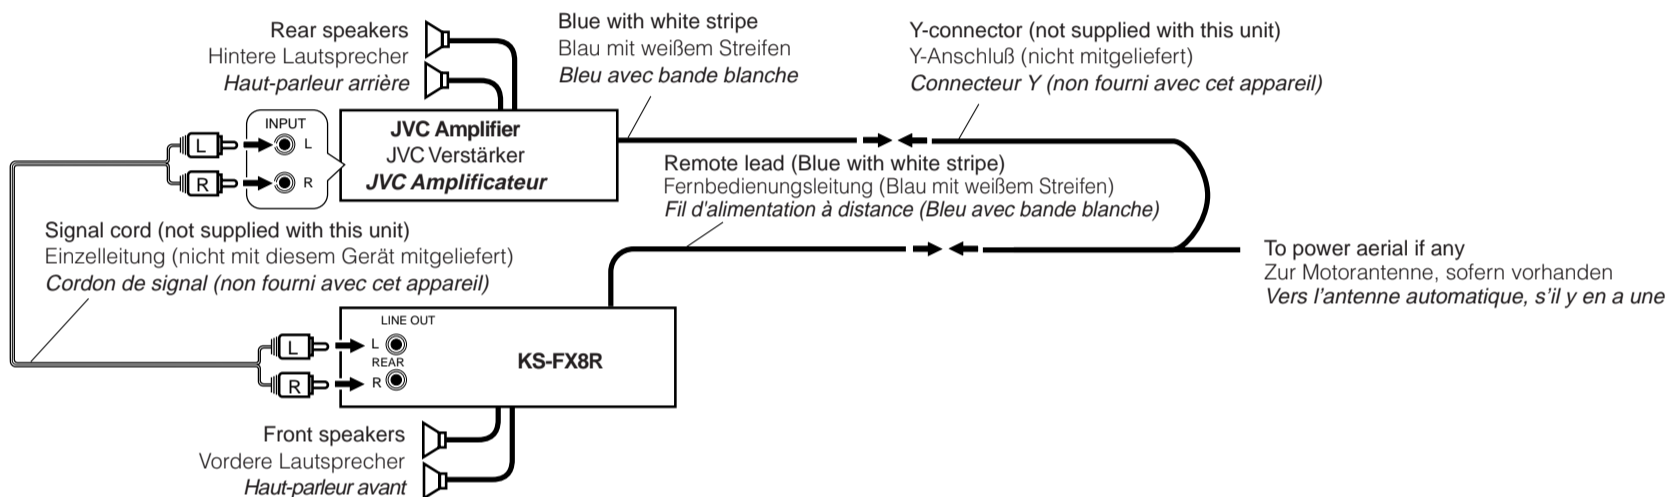 Rear speakers
Hintere Lautsprecher
Haut-parleur arrière
Blue with white stripe
Blau mit weißem Streifen
Bleu avec bande blanche
Y-connector (not supplied with this unit)
Y-Anschluß (nicht mitgeliefert)
Connecteur Y (non fourni avec cet appareil)
INPUT
L
L
R
R
JVC Amplifier
JVC Verstärker
JVC Amplificateur
Remote lead (Blue with white stripe)
Fernbedienungsleitung (Blau mit weißem Streifen)
Fil d'alimentation à distance (Bleu avec bande blanche)
Signal cord (not supplied with this unit)
Einzelleitung (nicht mit diesem Gerät mitgeliefert)
Cordon de signal (non fourni avec cet appareil)
To power aerial if any
Zur Motorantenne, sofern vorhanden
Vers l'antenne automatique, s'il y en a une
LINE OUT
L
L
REAR
R
R
KS-FX8R
Front speakers
Vordere Lautsprecher
Haut-parleur avant